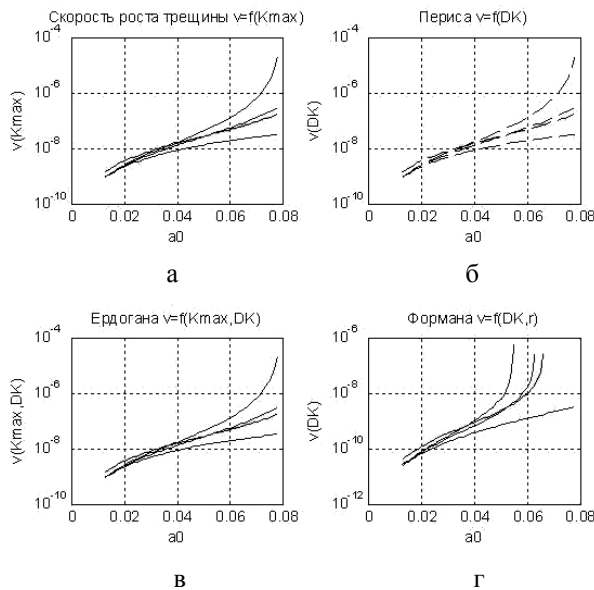 Скорость роста трещины v=f(Kmax)
Периса v=f(DK)
10-4
10-6
10-8
10-10
v(Kmax)
0 0.02 0.04 0.06 0.08
a0
а
10-4
10-6
10-8
10-10
v(DK)
0 0.02 0.04 0.06 0.08
a0
б
Ердогана v=f(Kmax,DK)
Формана v=f(DK,r)
10-4
10-6
10-8
10-10
v(Kmax,DK)
0 0.02 0.04 0.06 0.08
a0
в
10-6
10-8
10-10
10-12
v(DK)
0 0.02 0.04 0.06 0.08
a0
г